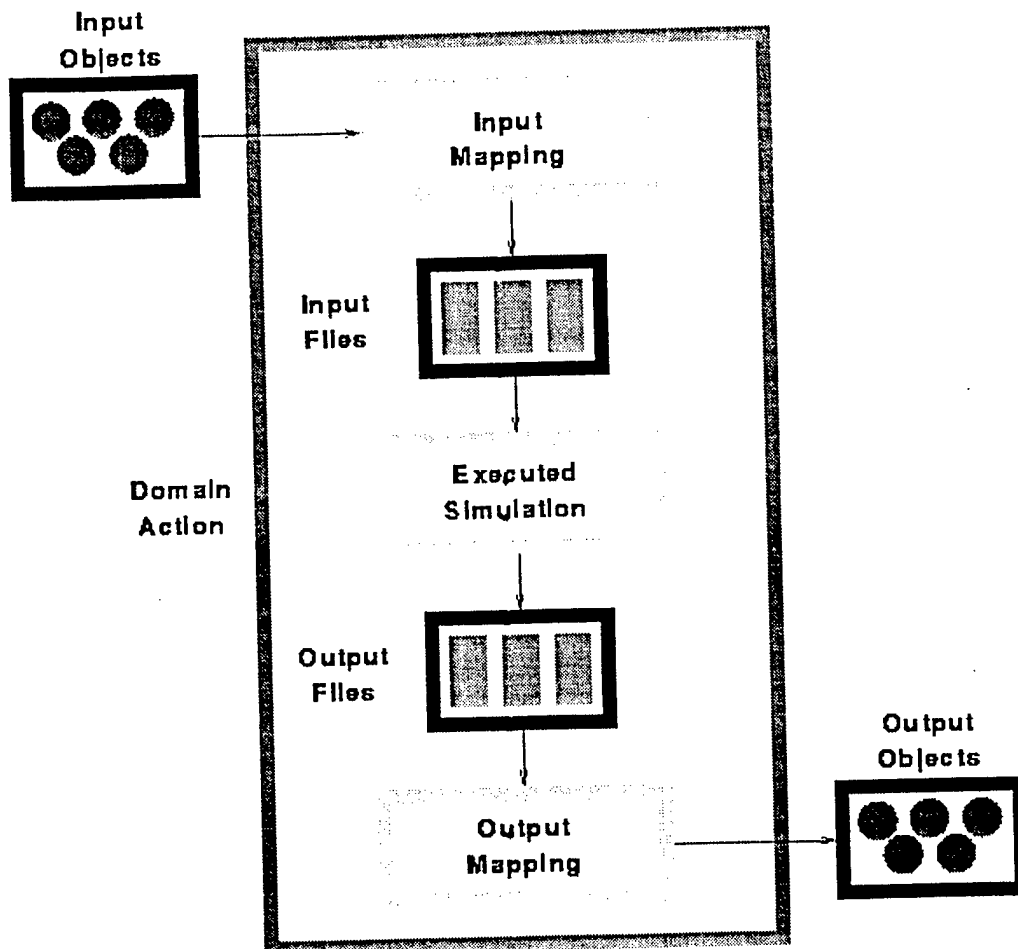 Input
Objects
Input
Mapping
Input
Files
Executed
Simulation
Domain
Action
Output
Files
Output
Objects
Output
Mapping